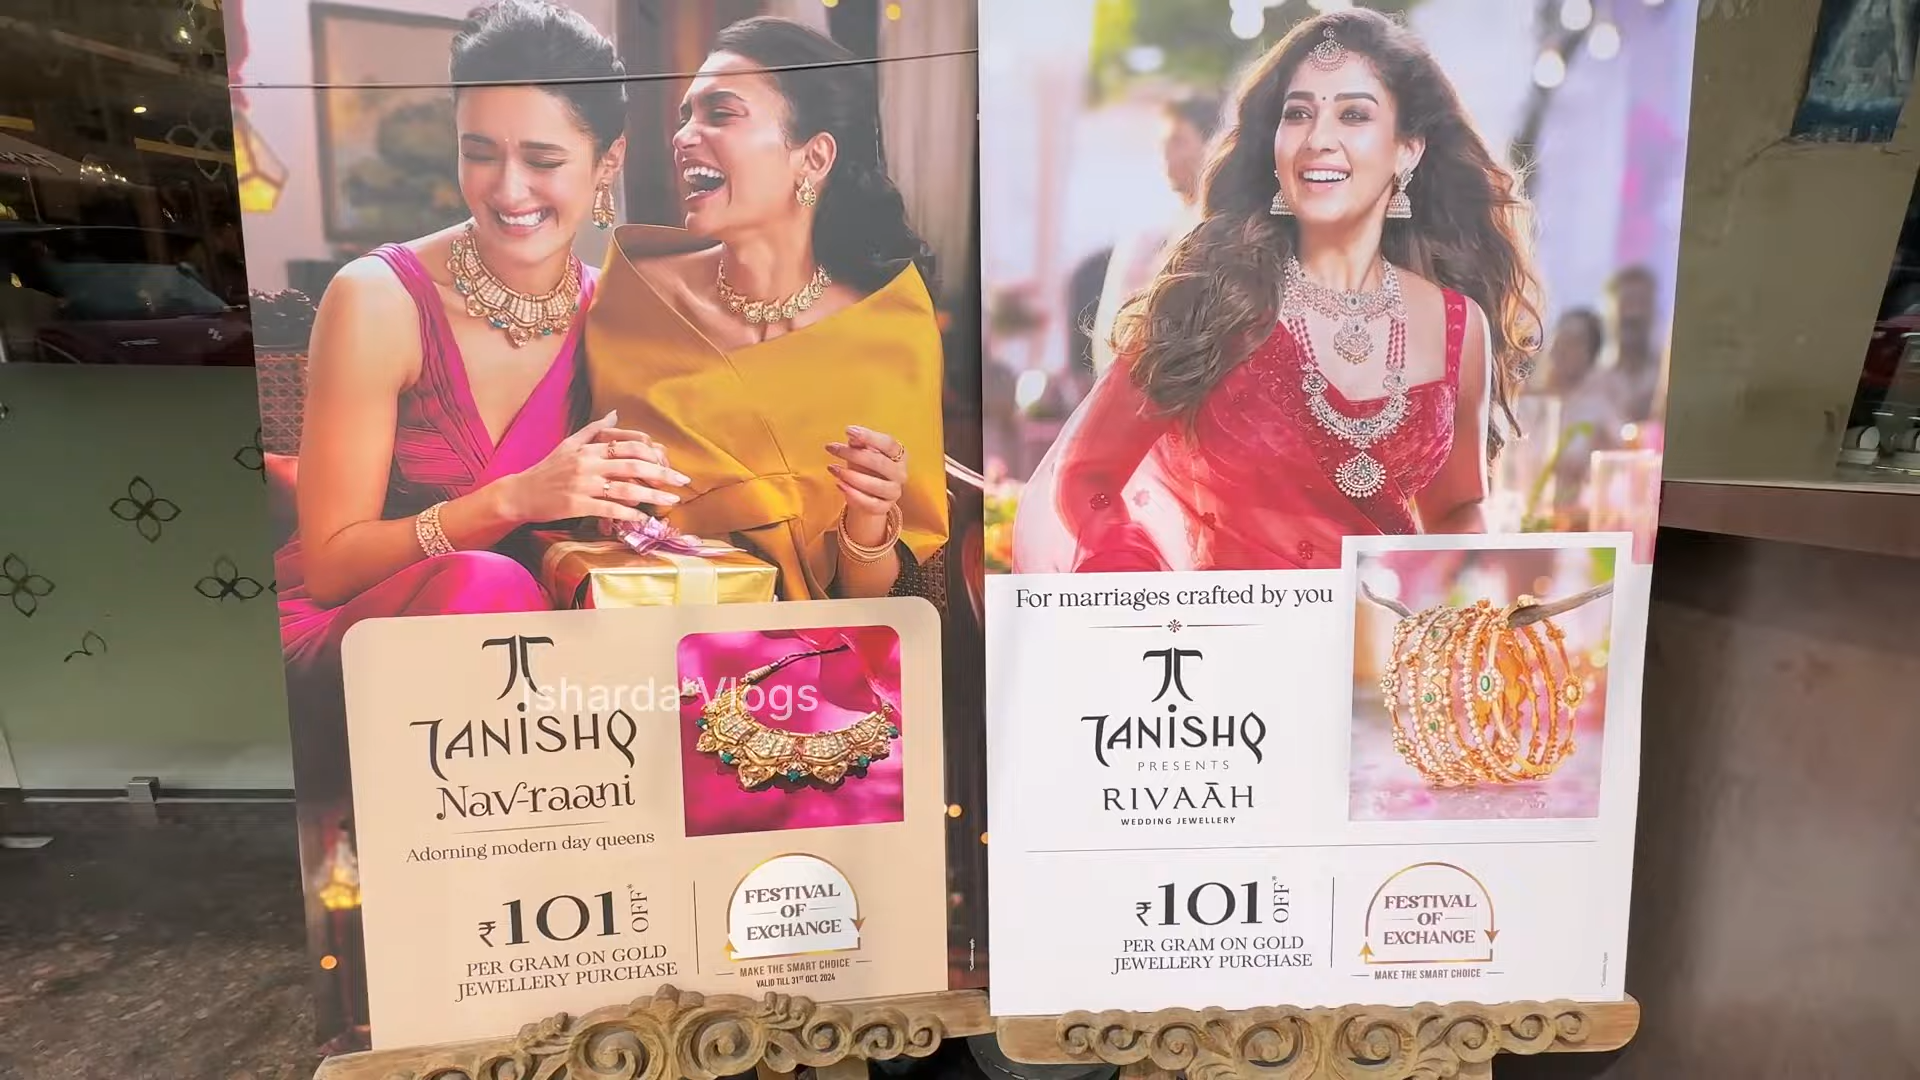 TANISHQ
Nav-raani
Adorning modern day queens
₹101 OFF*
PER GRAM ON GOLD
JEWELLERY PURCHASE
FESTIVAL
OF
EXCHANGE
MAKE THE SMART CHOICE
VALID TILL 31ST OCT, 2024
Isharda Vlogs
For marriages crafted by you
TANISHQ
PRESENTS
RIVAĀH
WEDDING JEWELLERY
₹101 OFF*
PER GRAM ON GOLD
JEWELLERY PURCHASE
FESTIVAL
OF
EXCHANGE
MAKE THE SMART CHOICE